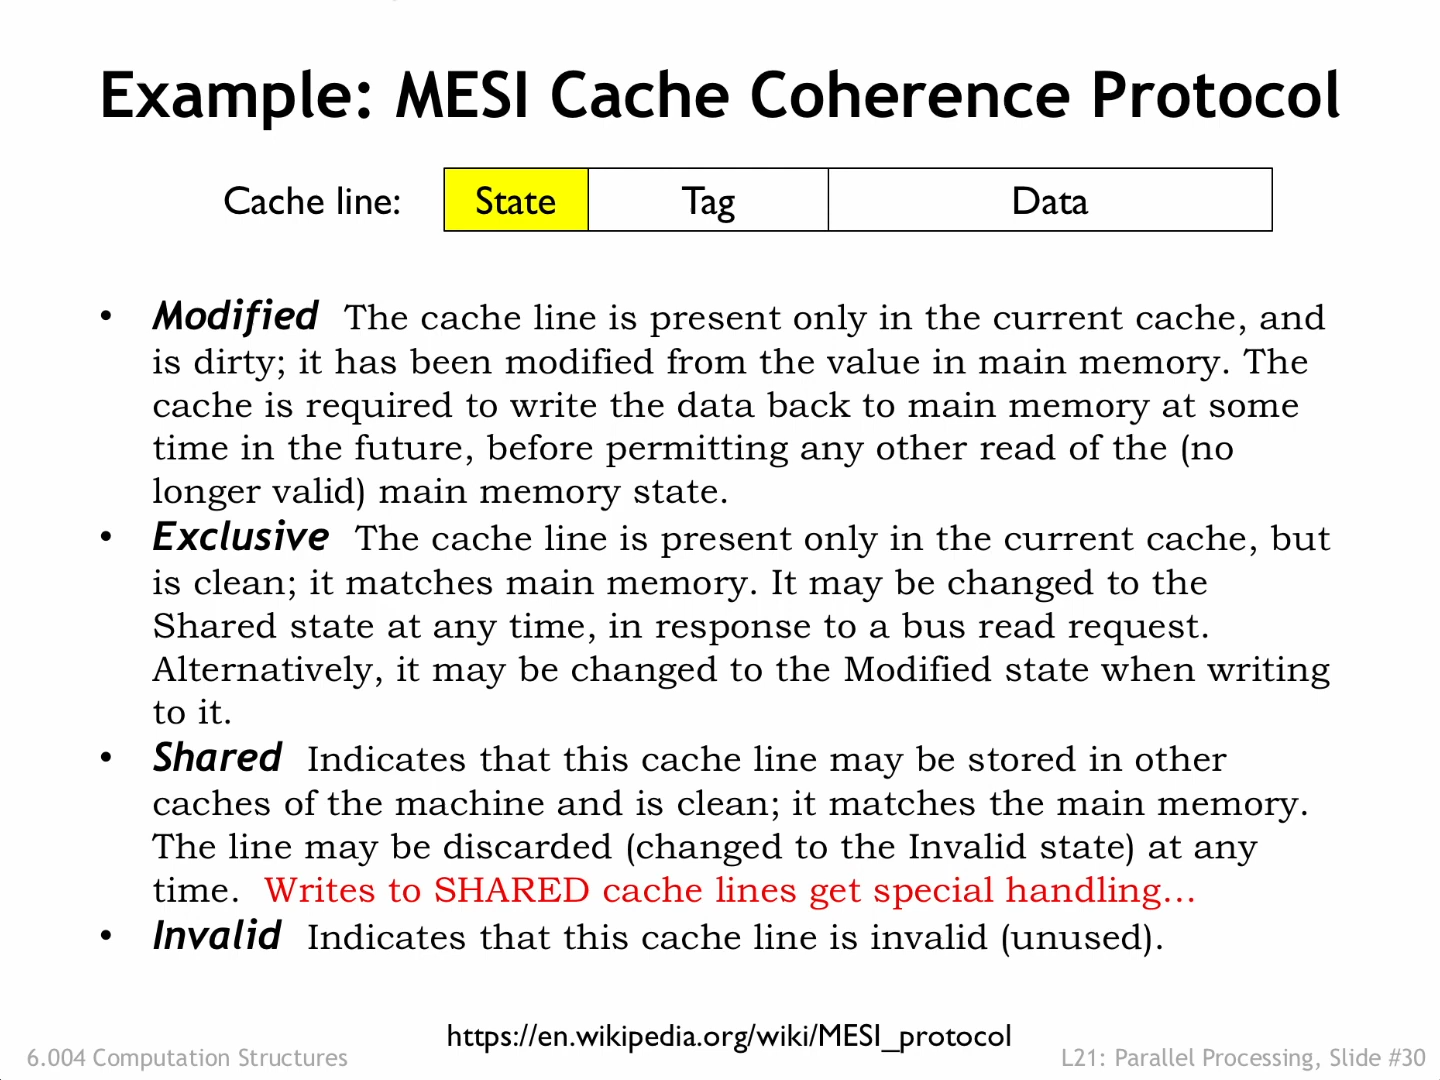 Example: MESI Cache Coherence Protocol
Cache line: State Tag Data
• Modified The cache line is present only in the current cache, and
is dirty; it has been modified from the value in main memory. The
cache is required to write the data back to main memory at some
time in the future, before permitting any other read of the (no
longer valid) main memory state.
• Exclusive The cache line is present only in the current cache, but
is clean; it matches main memory. It may be changed to the
Shared state at any time, in response to a bus read request.
Alternatively, it may be changed to the Modified state when writing
to it.
• Shared Indicates that this cache line may be stored in other
caches of the machine and is clean; it matches the main memory.
The line may be discarded (changed to the Invalid state) at any
time. Writes to SHARED cache lines get special handling...
• Invalid Indicates that this cache line is invalid (unused).
https://en.wikipedia.org/wiki/MESI_protocol
6.004 Computation Structures L21: Parallel Processing, Slide #30